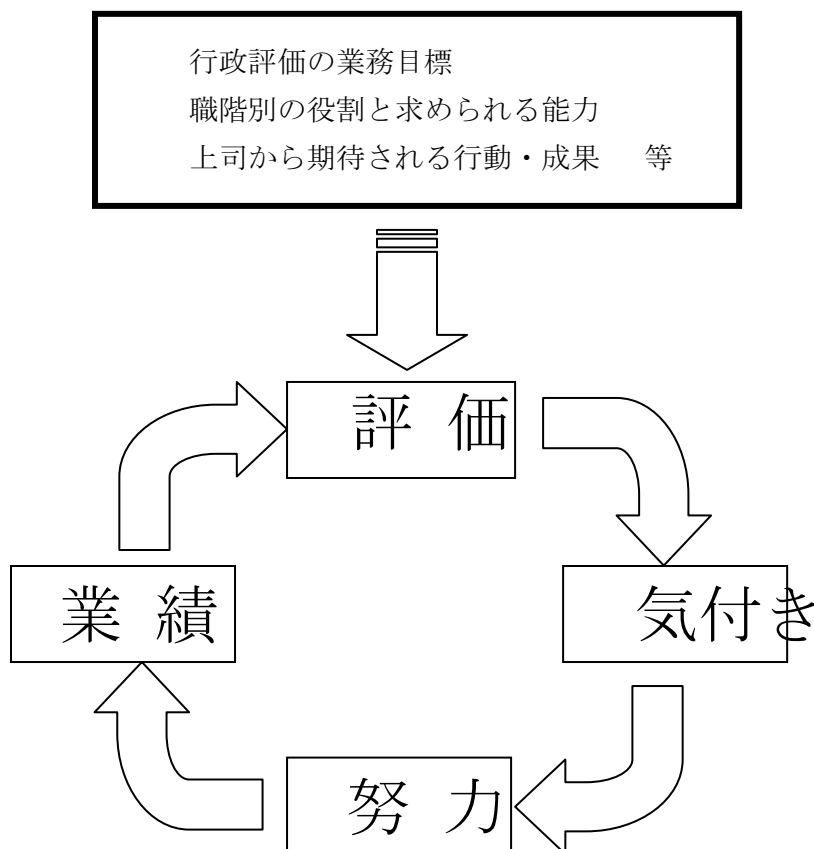 行政評価の業務目標
職階別の役割と求められる能力
上司から期待される行動・成果　等
評 価
業 績
気付き
努 力